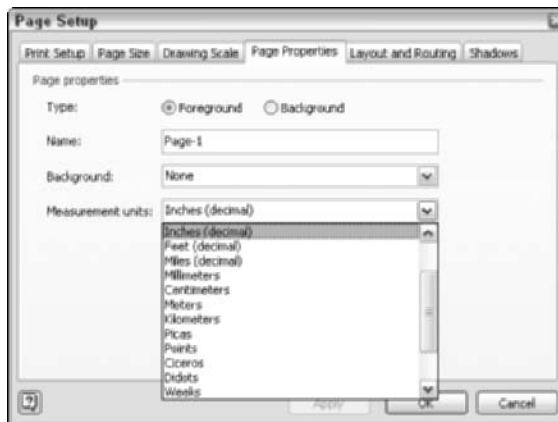 Page Setup
Print Setup Page Size Drawing Scale Page Properties Layout and Routing Shadows
Page properties
Type: Foreground Background
Name: Page-1
Background: None
Measurement units: Inches (decimal)
Inches (decimal)
Feet (decimal)
Miles (decimal)
Millimeters
Centimeters
Meters
Kilometers
Picas
Points
Ciceros
Didots
Weeks
Apply OK Cancel